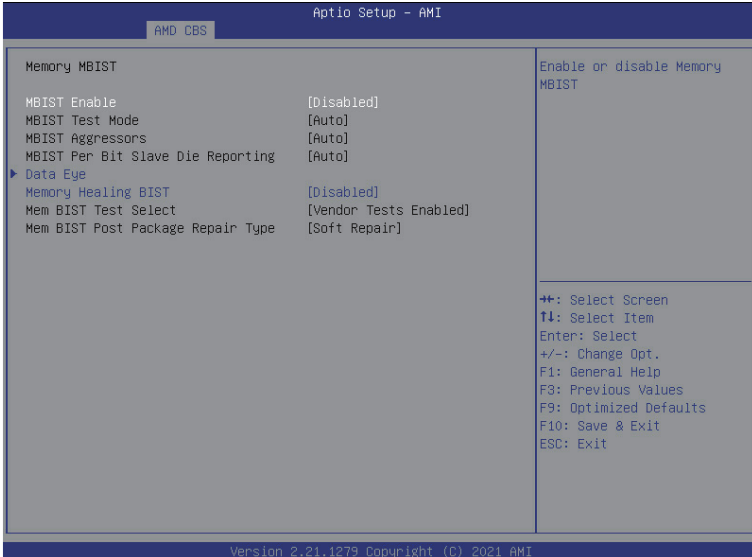 Aptio Setup – AMI
AMD CBS
Memory MBIST
MBIST Enable [Disabled]
MBIST Test Mode [Auto]
MBIST Aggressors [Auto]
MBIST Per Bit Slave Die Reporting [Auto]
Data Eye
Memory Healing BIST [Disabled]
Mem BIST Test Select [Vendor Tests Enabled]
Mem BIST Post Package Repair Type [Soft Repair]
Enable or disable Memory
MBIST
→←: Select Screen
↑↓: Select Item
Enter: Select
+/-: Change Opt.
F1: General Help
F3: Previous Values
F9: Optimized Defaults
F10: Save & Exit
ESC: Exit
Version 2.21.1279 Copyright (C) 2021 AMI